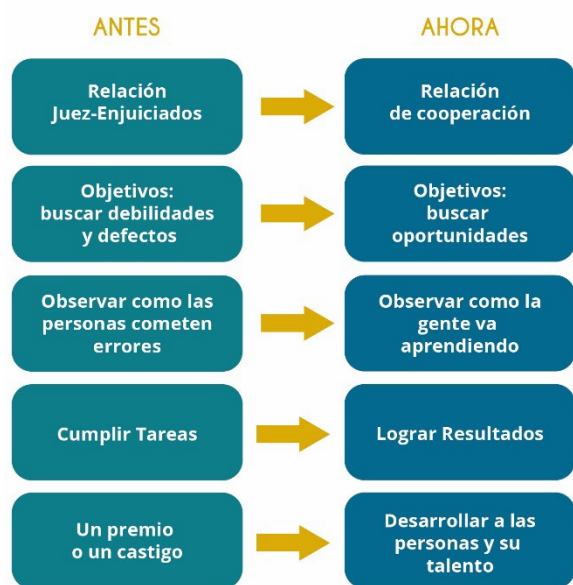 ANTES
AHORA
Relación
Juez-Enjuiciados
Relación
de cooperación
Objetivos:
buscar debilidades
y defectos
Objetivos:
buscar
oportunidades
Observar como las
personas cometen
errores
Observar como la
gente va
aprendiendo
Cumplir Tareas
Lograr Resultados
Un premio
o un castigo
Desarrollar a las
personas y su
talento